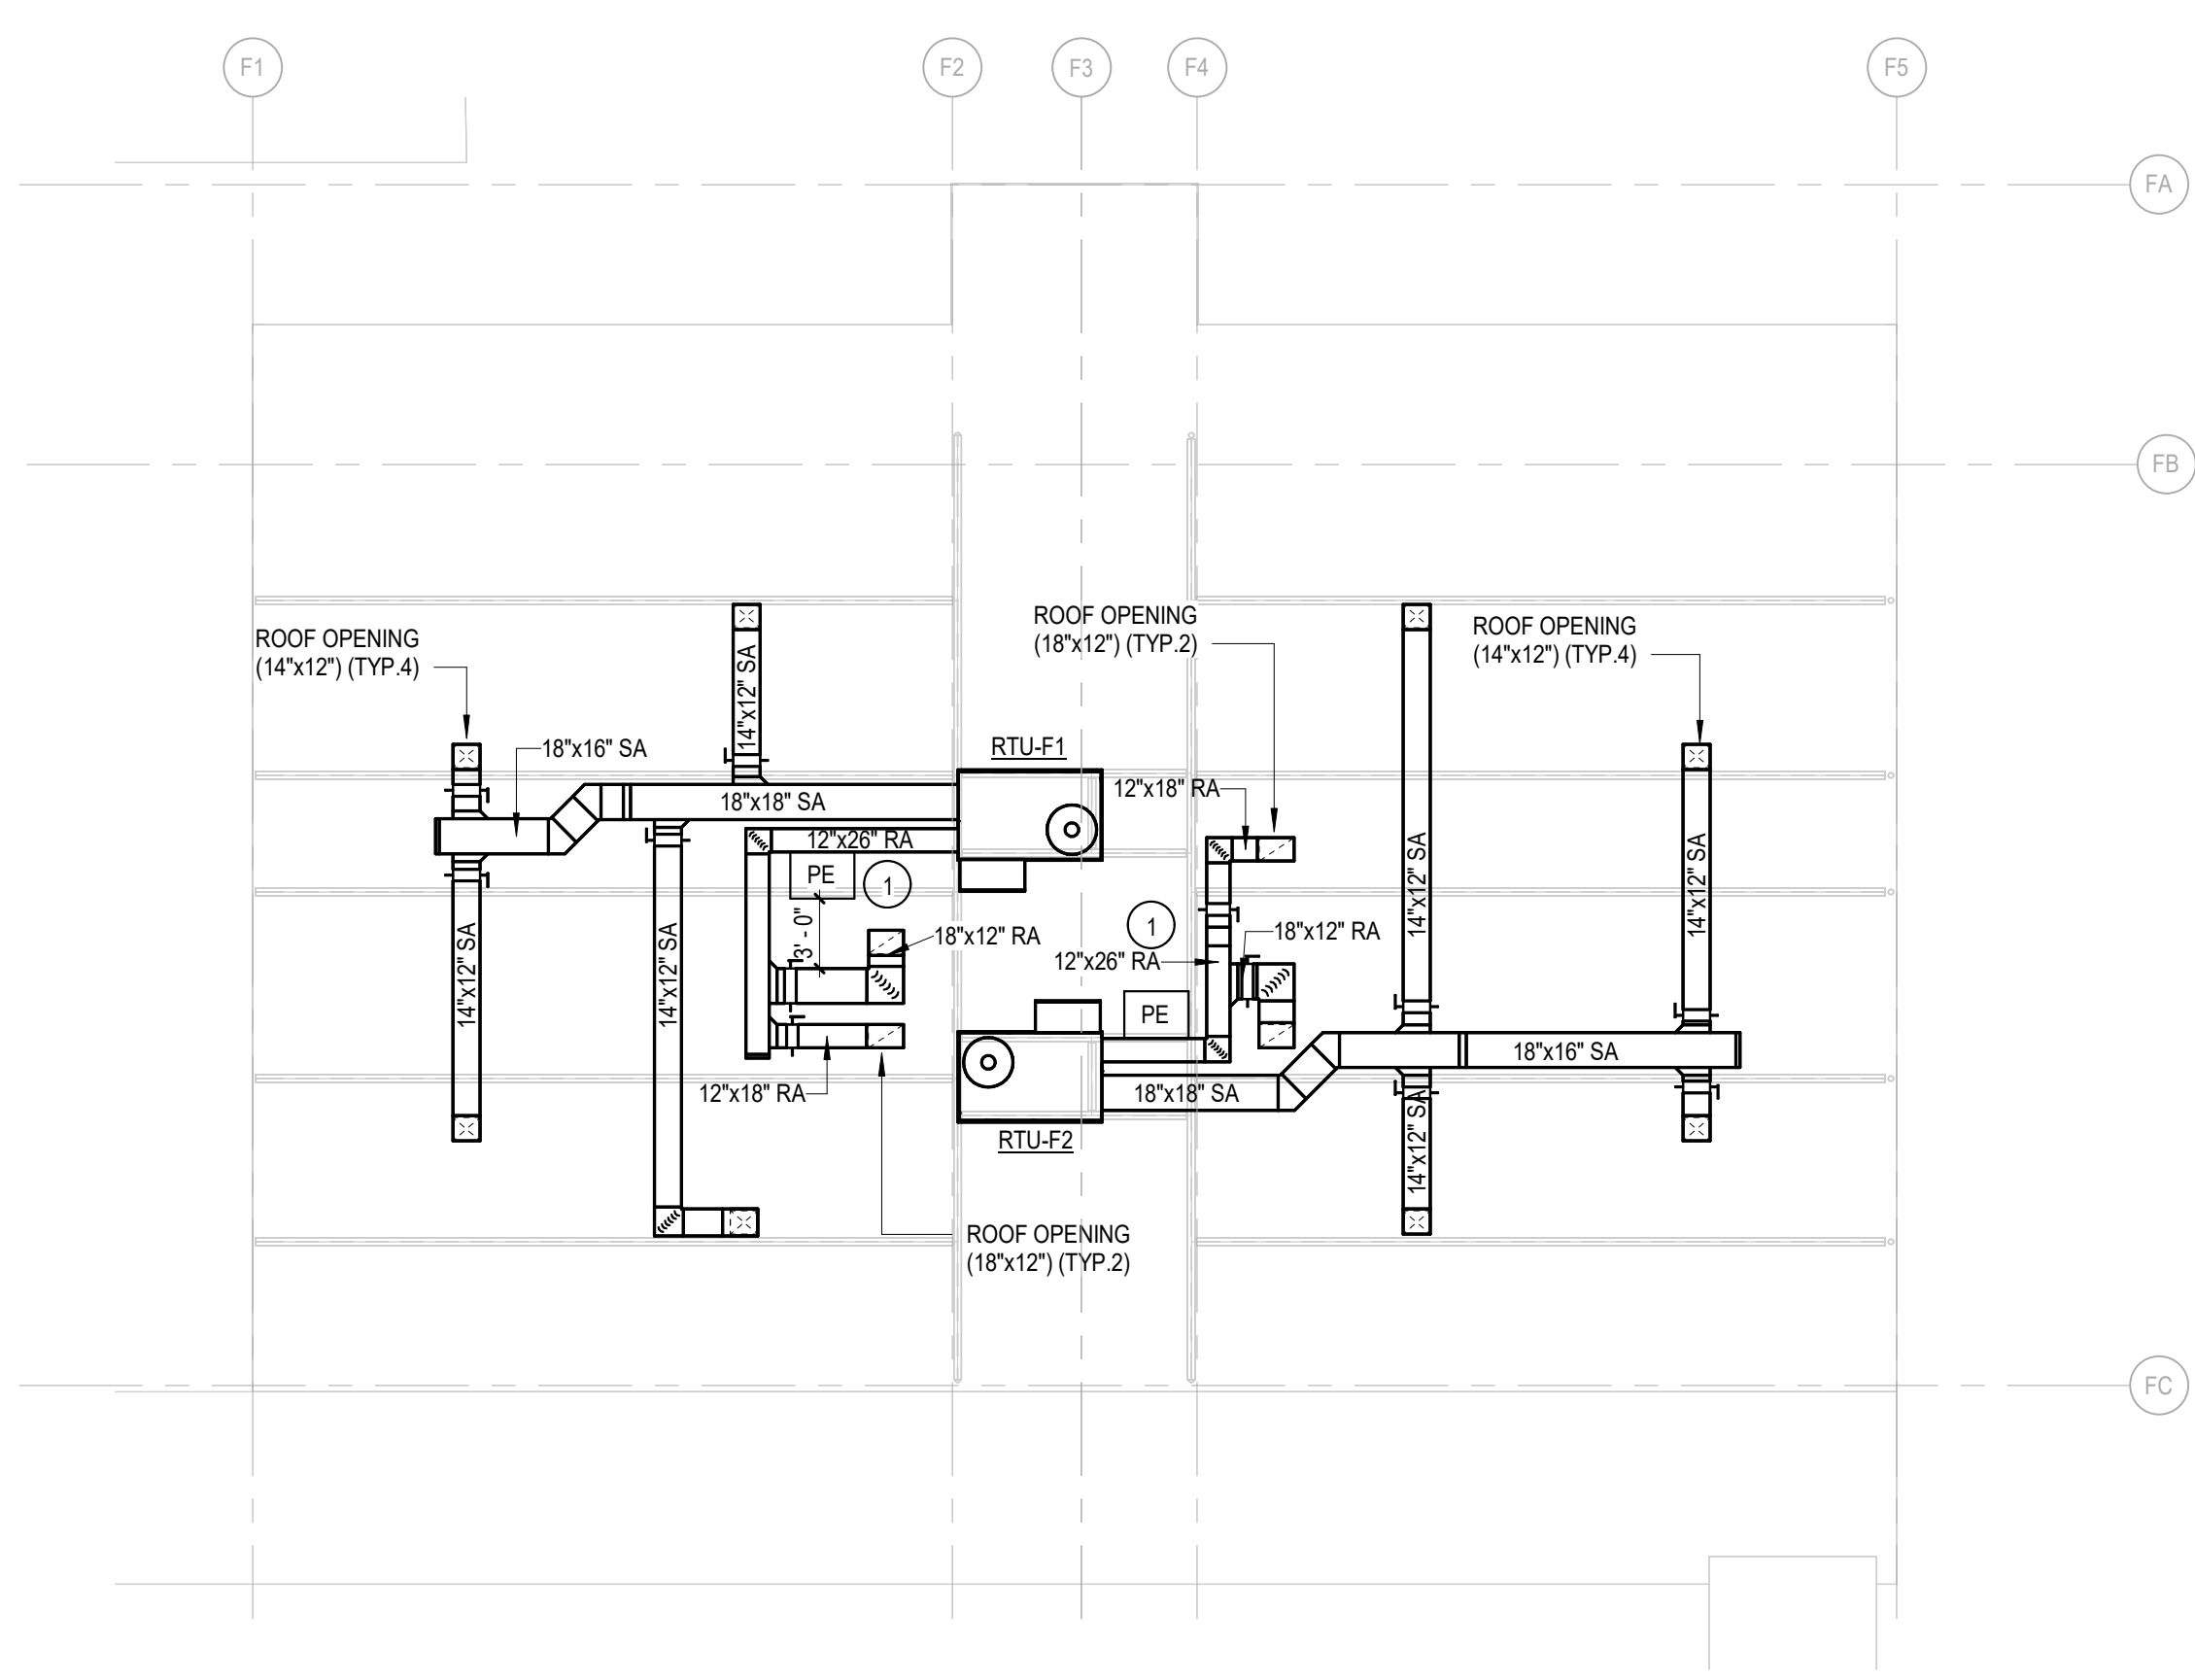 F1
F2
F3
F4
F5
FA
FB
ROOF OPENING
(14"x12") (TYP.4)
ROOF OPENING
(18"x12") (TYP.2)
ROOF OPENING
(14"x12") (TYP.4)
14"x12" SA
18"x16" SA
RTU-F1
18"x18" SA
12"x18" RA
12"x26" RA
PE
1
3' - 0"
18"x12" RA
14"x12" SA
14"x12" SA
14"x12" SA
14"x12" SA
1
18"x12" RA
12"x26" RA
PE
12"x18" RA
18"x18" SA
18"x16" SA
RTU-F2
14"x12" SA
ROOF OPENING
(18"x12") (TYP.2)
FC